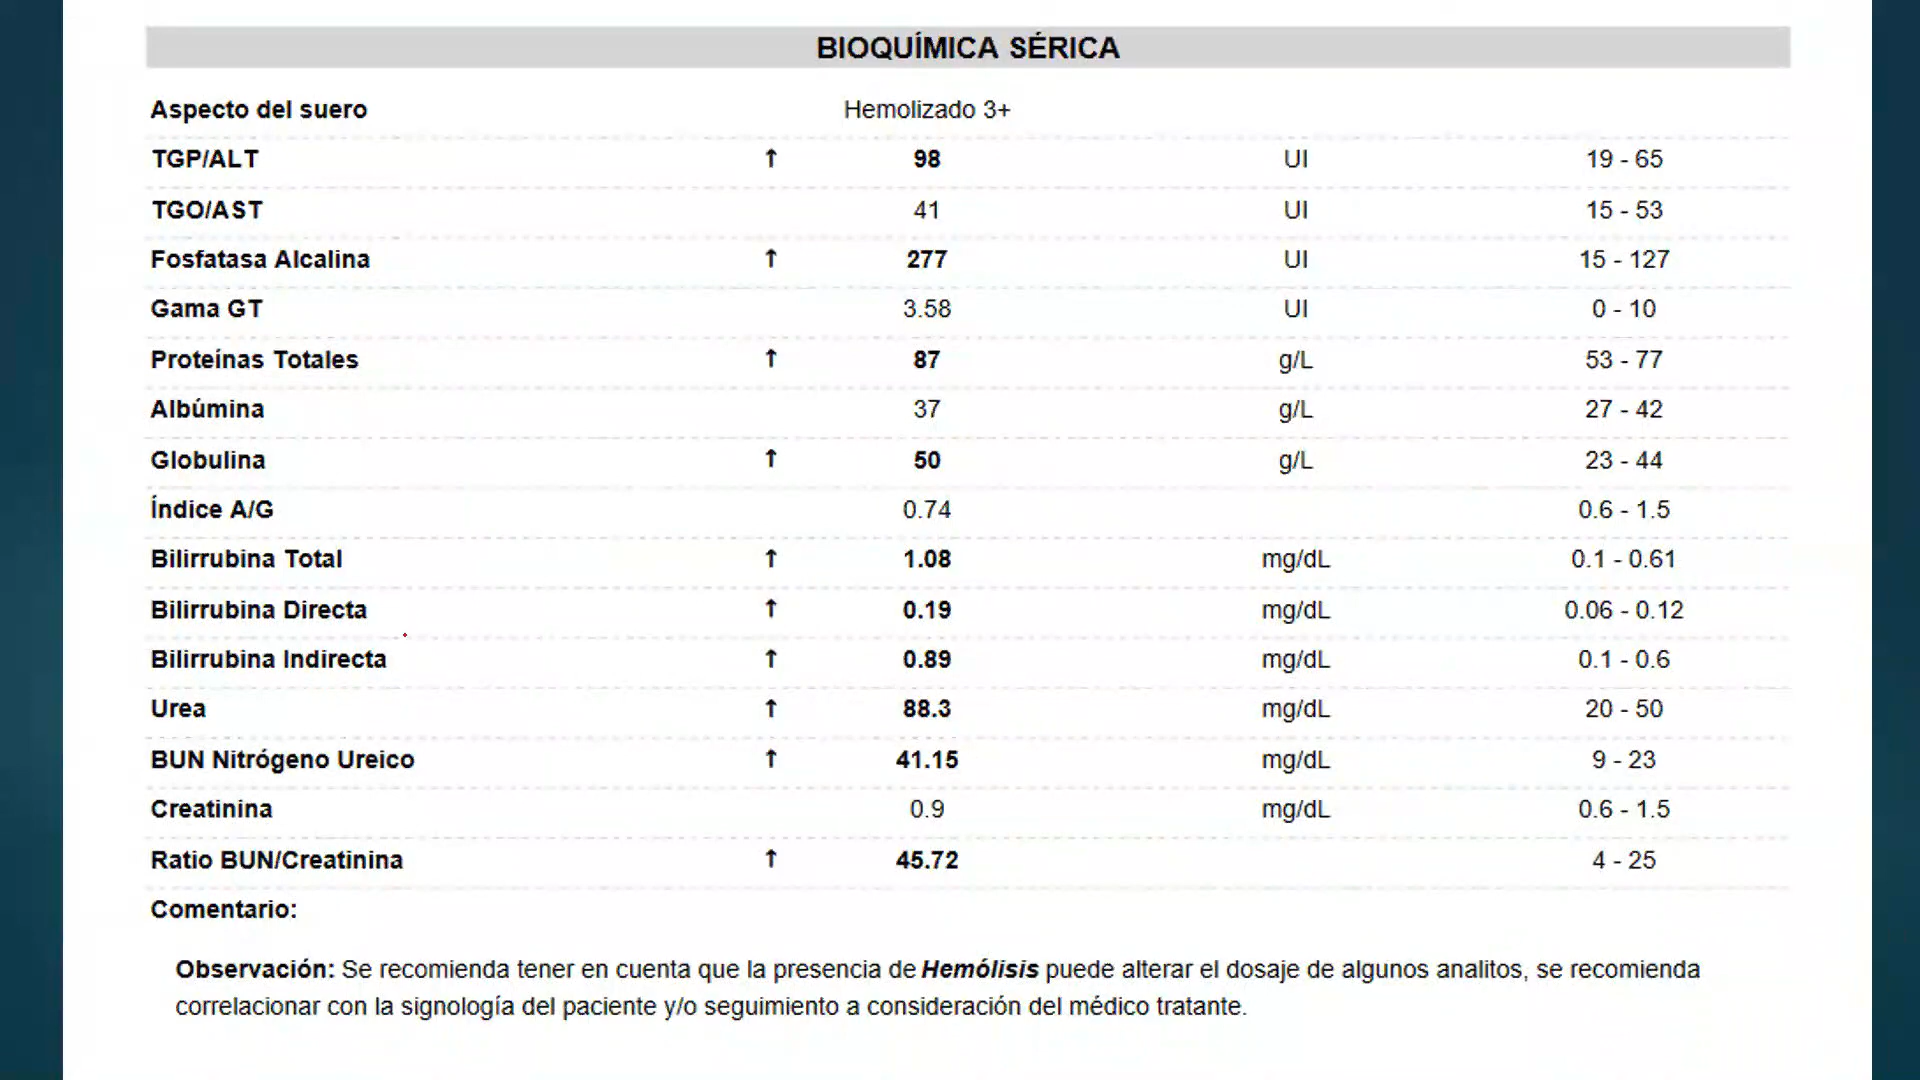 BIOQUÍMICA SÉRICA
Aspecto del suero Hemolizado 3+
TGP/ALT ↑ 98 UI 19 - 65
TGO/AST 41 UI 15 - 53
Fosfatasa Alcalina ↑ 277 UI 15 - 127
Gama GT 3.58 UI 0 - 10
Proteínas Totales ↑ 87 g/L 53 - 77
Albúmina 37 g/L 27 - 42
Globulina ↑ 50 g/L 23 - 44
Índice A/G 0.74 0.6 - 1.5
Bilirrubina Total ↑ 1.08 mg/dL 0.1 - 0.61
Bilirrubina Directa ↑ 0.19 mg/dL 0.06 - 0.12
Bilirrubina Indirecta ↑ 0.89 mg/dL 0.1 - 0.6
Urea ↑ 88.3 mg/dL 20 - 50
BUN Nitrógeno Ureico ↑ 41.15 mg/dL 9 - 23
Creatinina 0.9 mg/dL 0.6 - 1.5
Ratio BUN/Creatinina ↑ 45.72 4 - 25
Comentario:
Observación: Se recomienda tener en cuenta que la presencia de Hemólisis puede alterar el dosaje de algunos analitos, se recomienda
correlacionar con la signología del paciente y/o seguimiento a consideración del médico tratante.